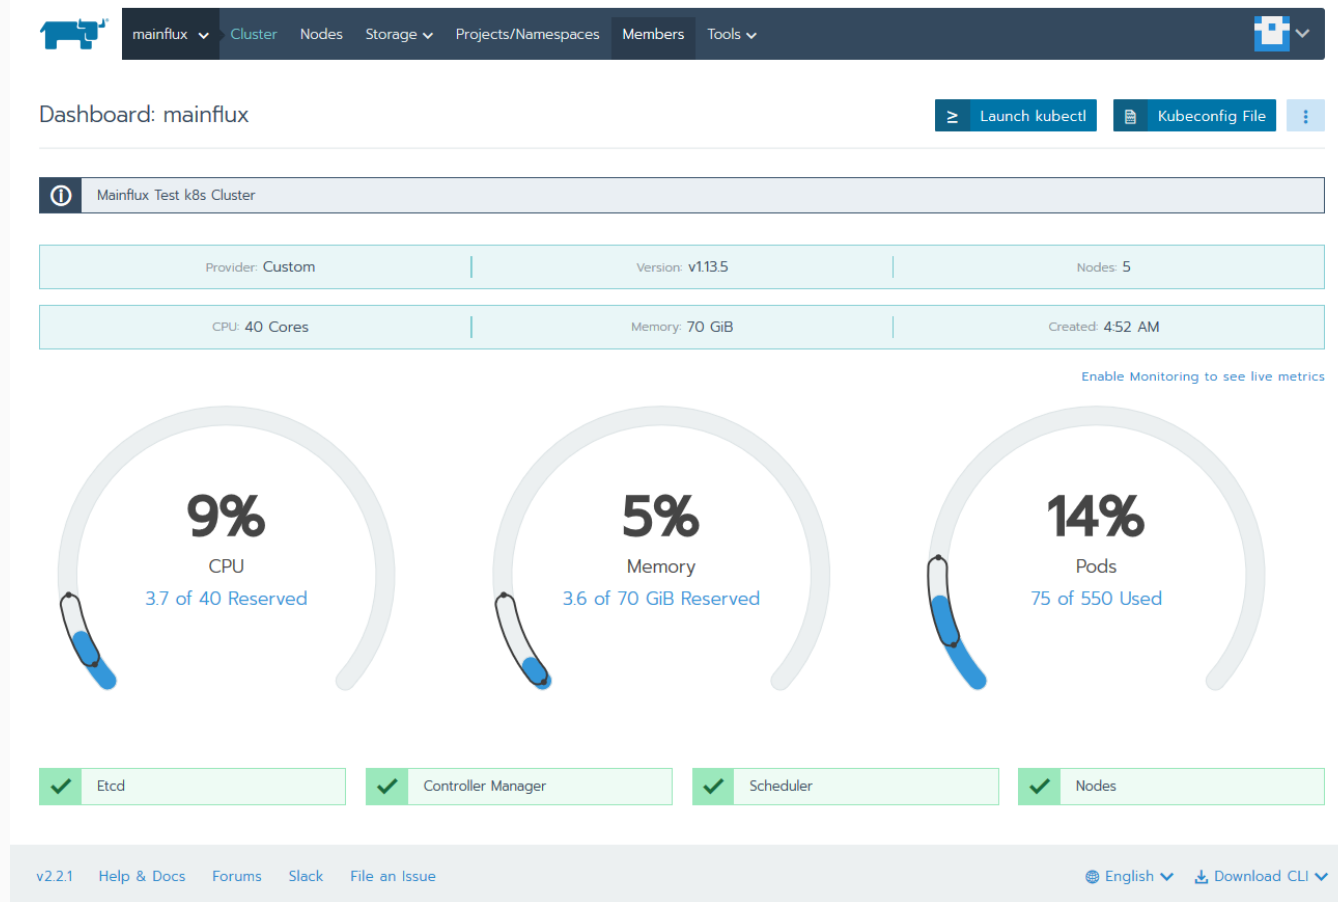 mainflux Cluster Nodes Storage Projects/Namespaces Members Tools
Dashboard: mainflux
Launch kubectl Kubeconfig File
Mainflux Test k8s Cluster
Provider: Custom Version: v1.13.5 Nodes: 5
CPU: 40 Cores Memory: 70 GiB Created: 4:52 AM
Enable Monitoring to see live metrics
9% 5% 14%
CPU Memory Pods
3.7 of 40 Reserved 3.6 of 70 GiB Reserved 75 of 550 Used
Etcd Controller Manager Scheduler Nodes
v2.2.1 Help & Docs Forums Slack File an Issue English Download CLI